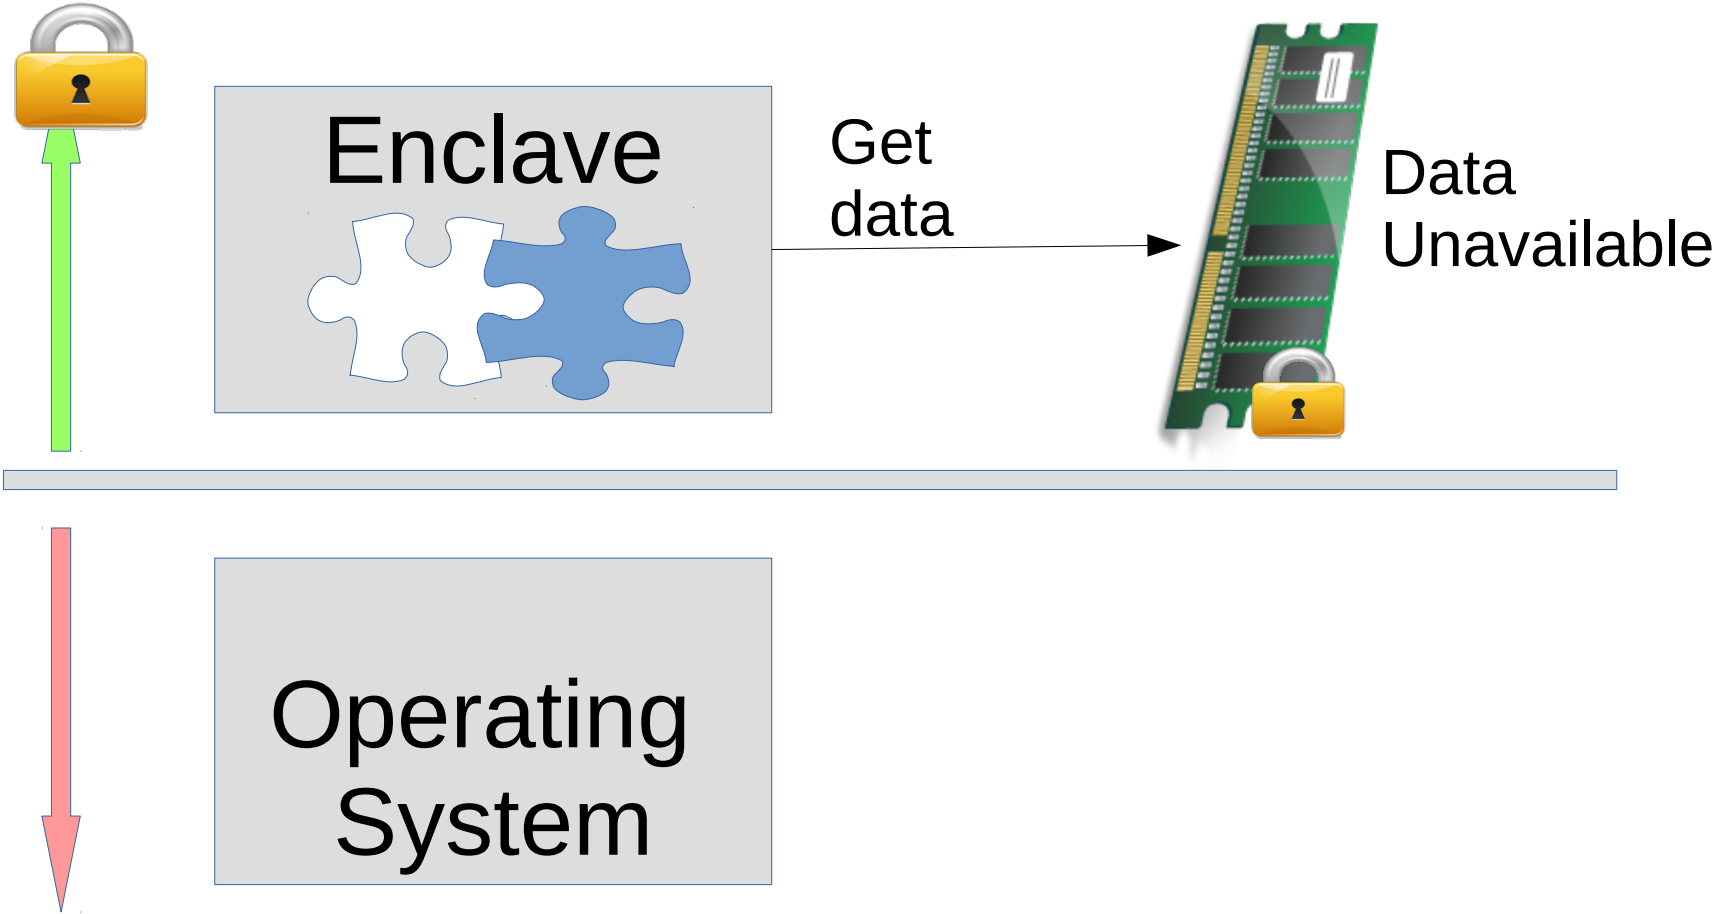 Enclave
Get
data
Data
Unavailable
Operating
System